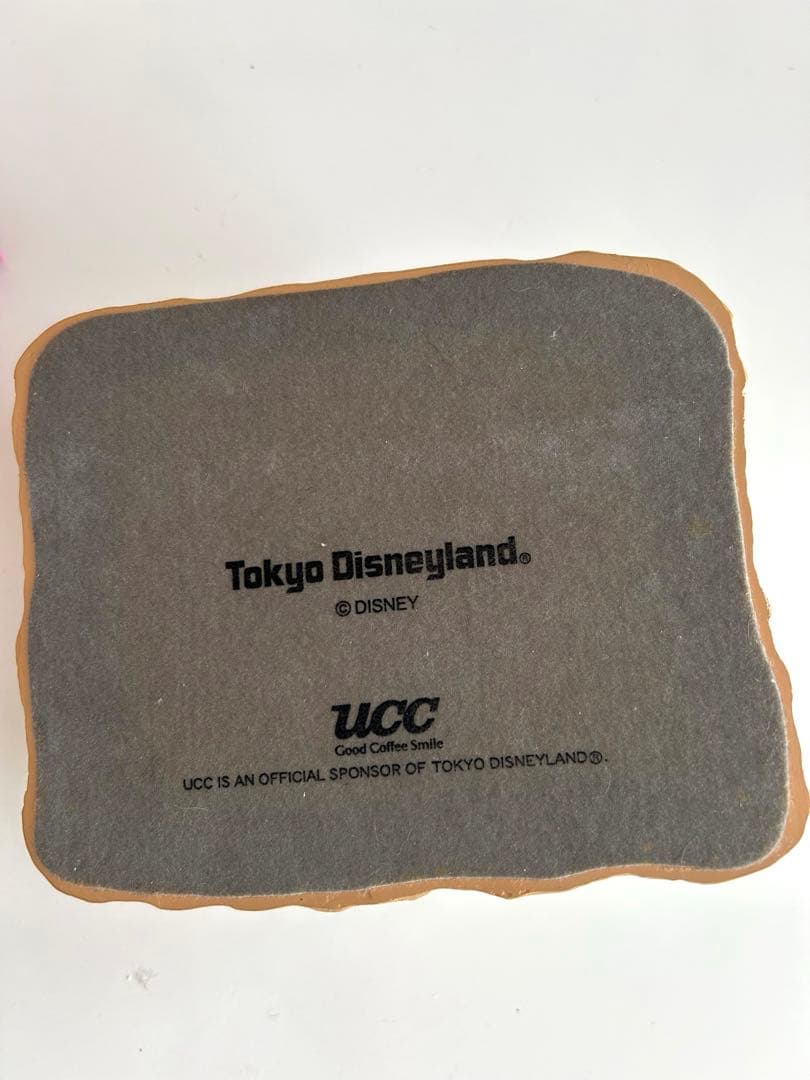 Tokyo Disneyland®
© DISNEY
UCC
Good Coffee Smile
UCC IS AN OFFICIAL SPONSOR OF TOKYO DISNEYLAND®.